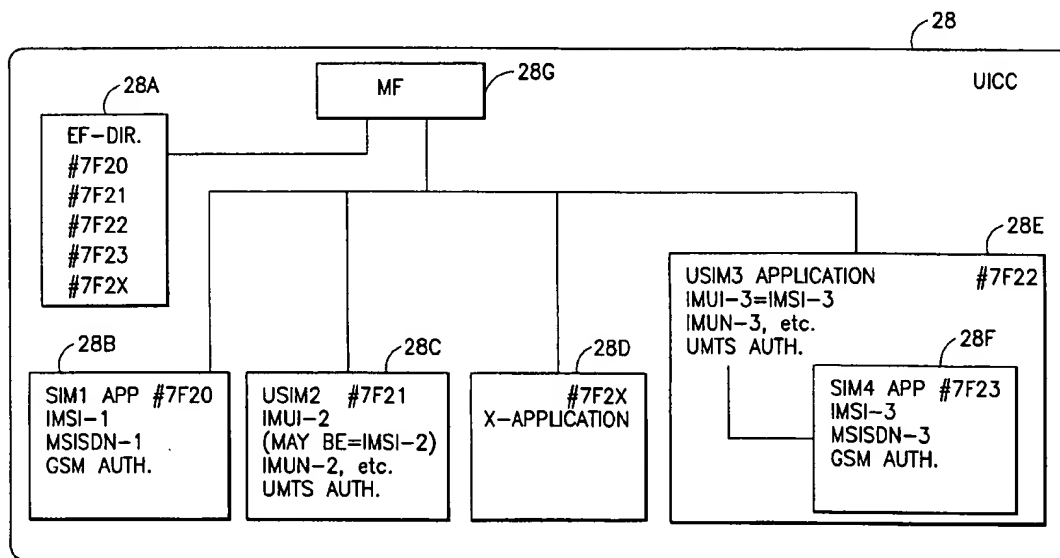 28
UICC
28G
MF
28A
EF-DIR.
#7F20
#7F21
#7F22
#7F23
#7F2X
28B
SIM1 APP #7F20
IMSI-1
MSISDN-1
GSM AUTH.
28C
USIM2 #7F21
IMUI-2
(MAY BE=IMSI-2)
IMUN-2, etc.
UMTS AUTH.
28D
#7F2X
X-APPLICATION
28E
USIM3 APPLICATION #7F22
IMUI-3=IMSI-3
IMUN-3, etc.
UMTS AUTH.
28F
SIM4 APP #7F23
IMSI-3
MSISDN-3
GSM AUTH.